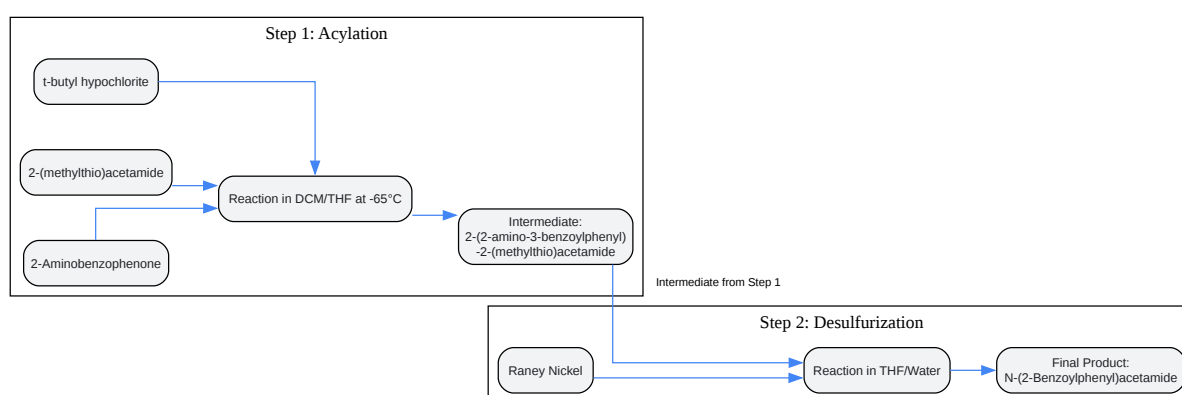 Step 1: Acylation
t-butyl hypochlorite
2-(methylthio)acetamide
Reaction in DCM/THF at -65°C
2-Aminobenzophenone
Intermediate:
2-(2-amino-3-benzoylphenyl)
-2-(methylthio)acetamide
Intermediate from Step 1
Step 2: Desulfurization
Raney Nickel
Reaction in THF/Water
Final Product:
N-(2-Benzoylphenyl)acetamide